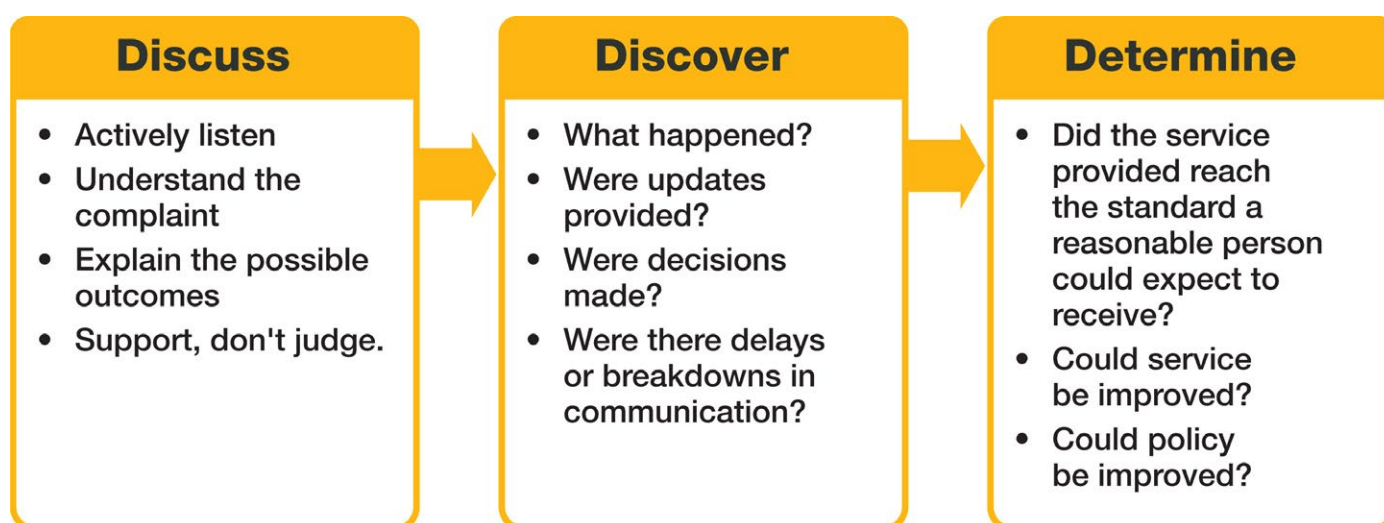 Discuss
• Actively listen
• Understand the
complaint
• Explain the possible
outcomes
• Support, don't judge.
Discover
• What happened?
• Were updates
provided?
• Were decisions
made?
• Were there delays
or breakdowns in
communication?
Determine
• Did the service
provided reach
the standard a
reasonable person
could expect to
receive?
• Could service
be improved?
• Could policy
be improved?